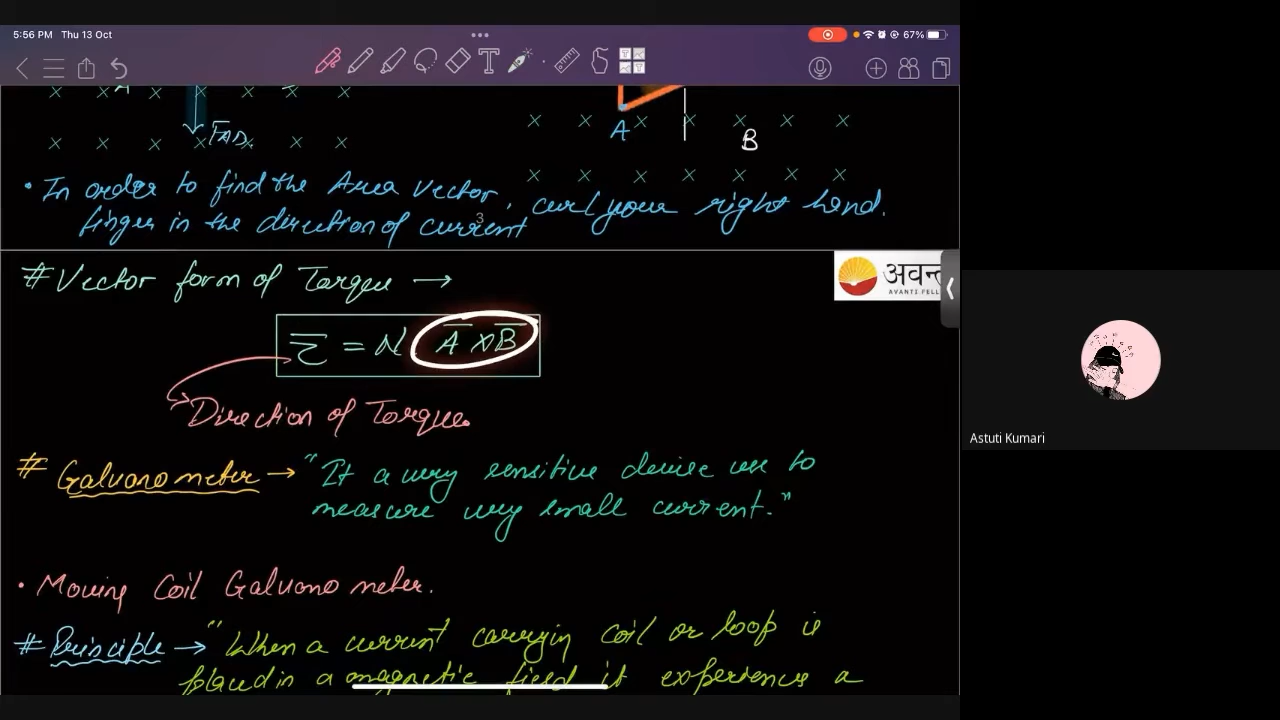 5:56 PM Thu 13 Oct
67%
A
F AD
A
B
• In order to find the Area Vector, curl your right hand.
finger in the direction of current
3
# Vector form of Torque →
अवन्
AVANTI FELL
τ = N (A × B)
Direction of Torque.
# Galvanometer → "It a very sensitive device use to
measure very small current."
Astuti Kumari
• Moving Coil Galvanometer.
# Principle → "When a current carrying coil or loop is
placed in a magnetic field it experiences a